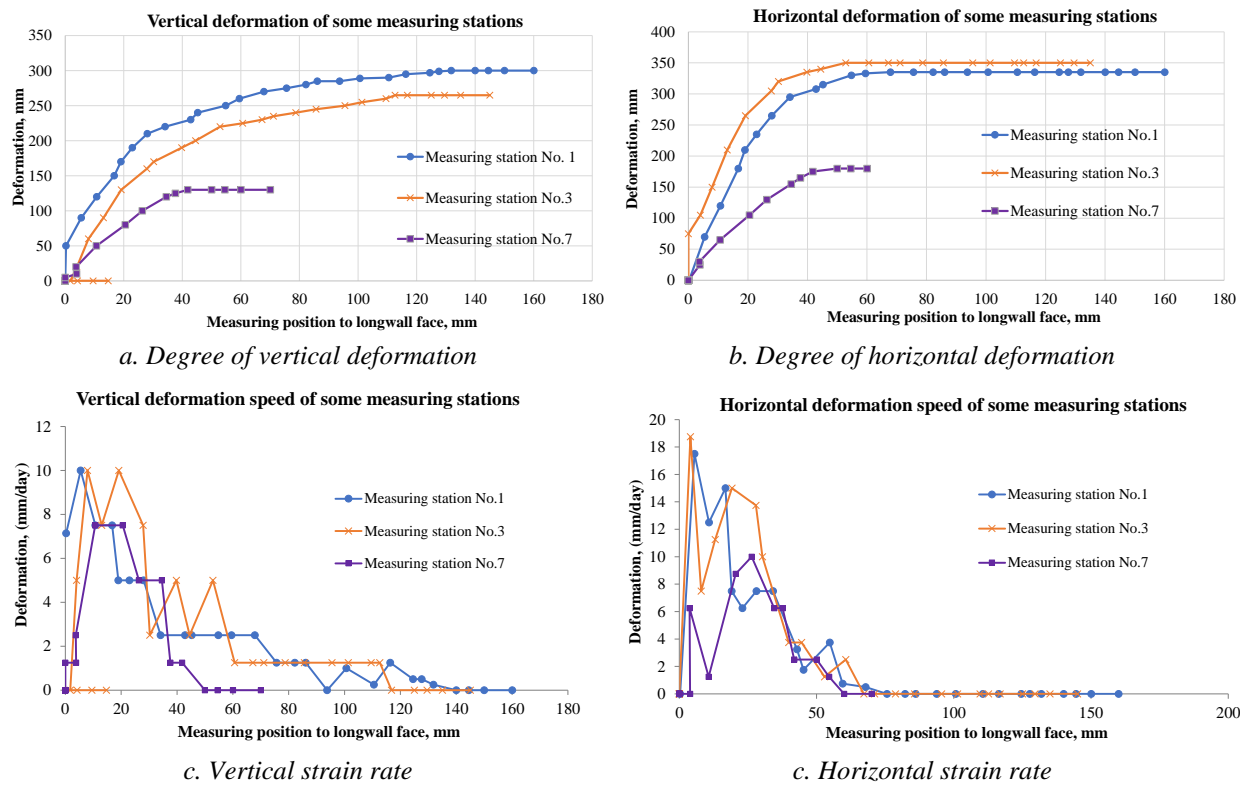 Vertical deformation of some measuring stations
350
300
250
200
150
100
50
0
0 20 40 60 80 100 120 140 160 180
Deformation, mm
Measuring position to longwall face, mm
Measuring station No. 1
Measuring station No.3
Measuring station No.7
a. Degree of vertical deformation
Horizontal deformation of some measuring stations
400
350
300
250
200
150
100
50
0
0 20 40 60 80 100 120 140 160 180
Deformation, mm
Measuring position to longwall face, mm
Measuring station No.1
Measuring station No.3
Measuring station No.7
b. Degree of horizontal deformation
Vertical deformation speed of some measuring stations
12
10
8
6
4
2
0
0 20 40 60 80 100 120 140 160 180
Deformation, (mm/day)
Measuring position to longwall face, mm
Measuring station No.1
Measuring station No.3
Measuring station No.7
c. Vertical strain rate
Horizontal deformation speed of some measuring stations
20
18
16
14
12
10
8
6
4
2
0
0 50 100 150 200
Deformation, (mm/day)
Measuring position to longwall face, mm
Measuring station No.1
Measuring station No.3
Measuring station No.7
c. Horizontal strain rate